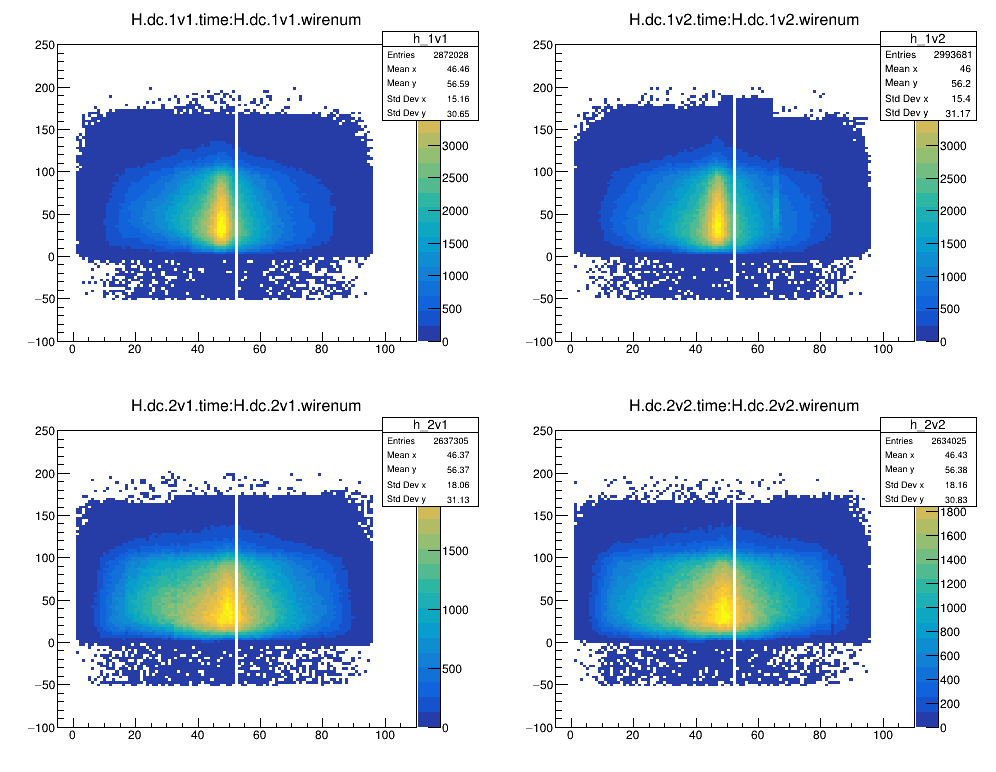 H.dc.1v1.time:H.dc.1v1.wirenum
h_1v1
Entries 2872028
Mean x 46.46
Mean y 56.59
Std Dev x 15.16
Std Dev y 30.65
250
200
150
100
50
0
−50
−100
0 20 40 60 80 100
3000
2500
2000
1500
1000
500
0
H.dc.1v2.time:H.dc.1v2.wirenum
h_1v2
Entries 2993681
Mean x 46
Mean y 56.2
Std Dev x 15.4
Std Dev y 31.17
250
200
150
100
50
0
−50
−100
0 20 40 60 80 100
3000
2500
2000
1500
1000
500
0
H.dc.2v1.time:H.dc.2v1.wirenum
h_2v1
Entries 2637305
Mean x 46.37
Mean y 56.37
Std Dev x 18.06
Std Dev y 31.13
250
200
150
100
50
0
−50
−100
0 20 40 60 80 100
1500
1000
500
0
H.dc.2v2.time:H.dc.2v2.wirenum
h_2v2
Entries 2634025
Mean x 46.43
Mean y 56.38
Std Dev x 18.16
Std Dev y 30.83
250
200
150
100
50
0
−50
−100
0 20 40 60 80 100
1800
1600
1400
1200
1000
800
600
400
200
0